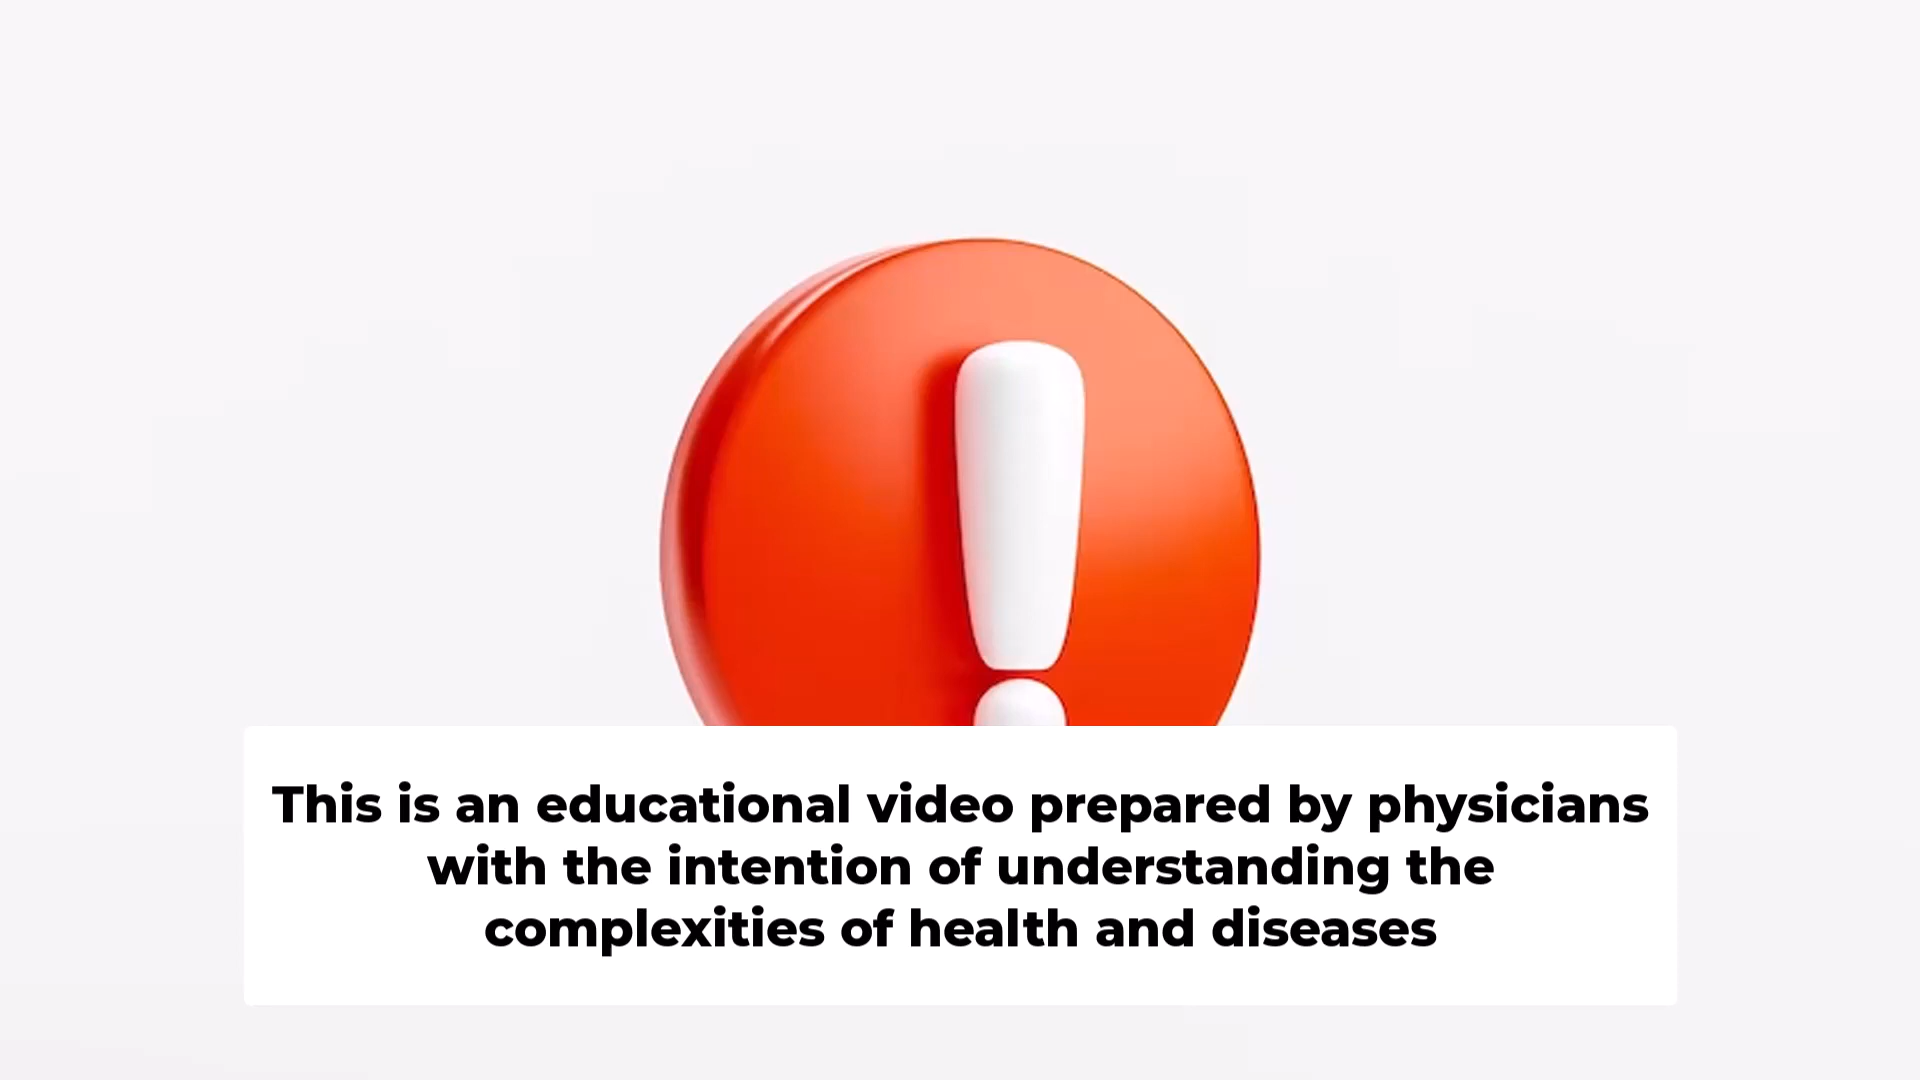 This is an educational video prepared by physicians
with the intention of understanding the
complexities of health and diseases